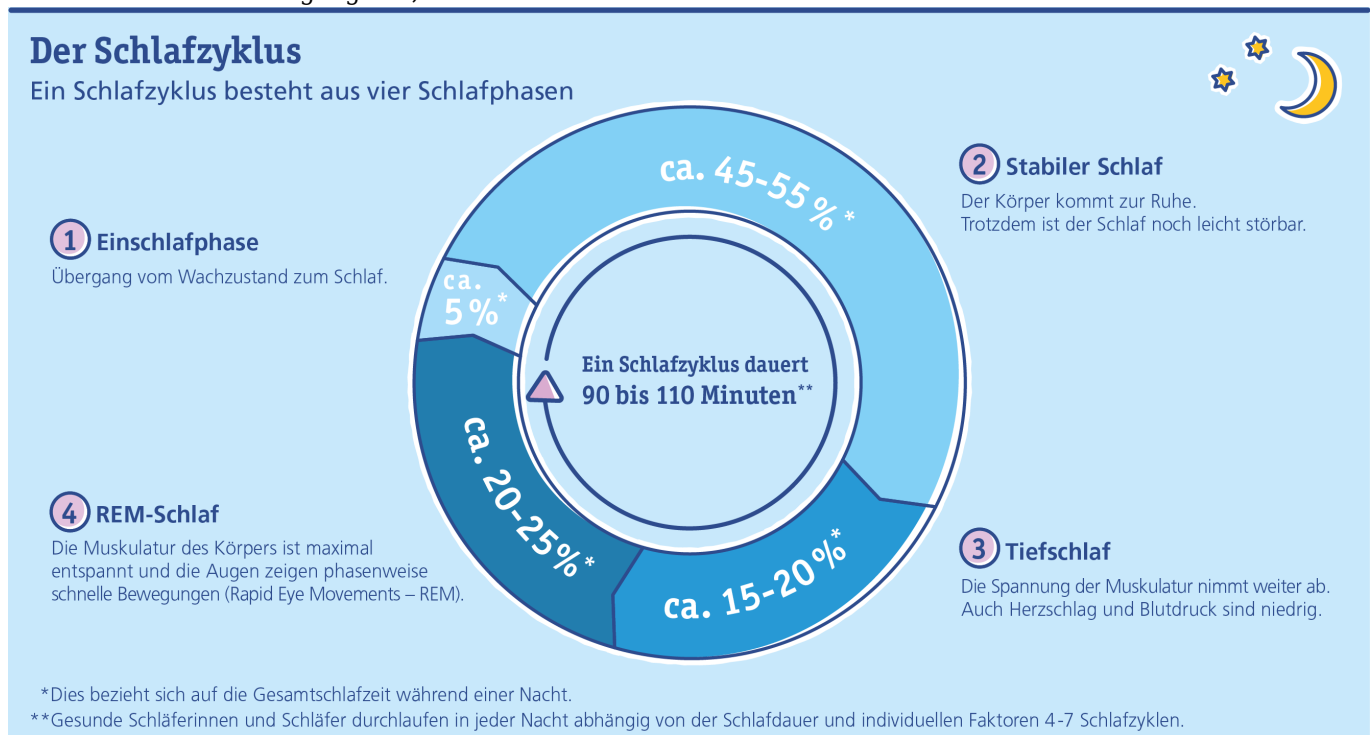 Der Schlafzyklus
Ein Schlafzyklus besteht aus vier Schlafphasen
1 Einschlafphase
Übergang vom Wachzustand zum Schlaf.
ca. 5 %*
2 Stabiler Schlaf
Der Körper kommt zur Ruhe.
Trotzdem ist der Schlaf noch leicht störbar.
ca. 45-55 %*
Ein Schlafzyklus dauert
90 bis 110 Minuten**
3 Tiefschlaf
Die Spannung der Muskulatur nimmt weiter ab.
Auch Herzschlag und Blutdruck sind niedrig.
ca. 15-20 %*
4 REM-Schlaf
Die Muskulatur des Körpers ist maximal
entspannt und die Augen zeigen phasenweise
schnelle Bewegungen (Rapid Eye Movements – REM).
ca. 20-25%*
*Dies bezieht sich auf die Gesamtschlafzeit während einer Nacht.
**Gesunde Schläferinnen und Schläfer durchlaufen in jeder Nacht abhängig von der Schlafdauer und individuellen Faktoren 4-7 Schlafzyklen.